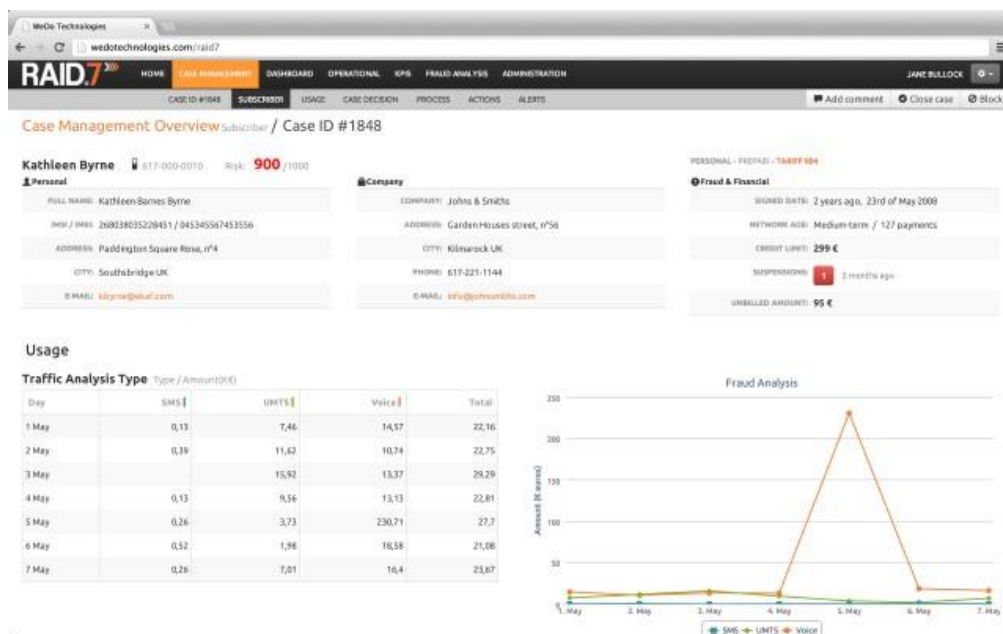 WeDo Technologies
wedotechnologies.com/raid7
RAID.7
HOME CASE MANAGEMENT DASHBOARD OPERATIONAL KPIS FRAUD ANALYSIS ADMINISTRATION JANE BULLOCK
CASE ID #1848 SUBSCRIBER USAGE CASE DECISION PROCESS ACTIONS ALERTS Add comment Close case Block
Case Management Overview Subscriber / Case ID #1848
Kathleen Byrne 617-000-0010 Risk: 900 /1000
PERSONAL - PREPAID - TARIFF
Personal Company Fraud & Financial
FULL NAME: Kathleen Barnes Byrne COMPANY: Johns & Smiths SIGNED DATE: 2 years ago, 23rd of May 2008
IMSI / IMEI: 268038035228451 / 045345567453556 ADDRESS: Garden Houses street, nº56 NETWORK AGE: Medium-term / 127 payments
ADDRESS: Paddington Square Rose, nº4 CITY: Kilmarock UK CREDIT LIMIT: 299 €
CITY: Southsbridge UK PHONE: 617-221-1144 SUSPENSIONS: 1 2 months ago
E-MAIL: E-MAIL: info@johnsmiths.com UNBILLED AMOUNT: 95 €
Usage
Traffic Analysis Type Type / Amount(K€)
Day SMS UMTS Voice Total
1 May 0,13 7,46 14,57 22,16
2 May 0,39 11,62 10,74 22,75
3 May 15,92 13,37 29,29
4 May 0,13 9,56 13,13 22,81
5 May 0,26 3,73 230,71 27,7
6 May 0,52 1,98 18,58 21,08
7 May 0,26 7,01 16,4 23,67
Fraud Analysis
Amount (K euros)
250
200
150
100
50
0
1. May 2. May 3. May 4. May 5. May 6. May 7. May
SMS UMTS Voice